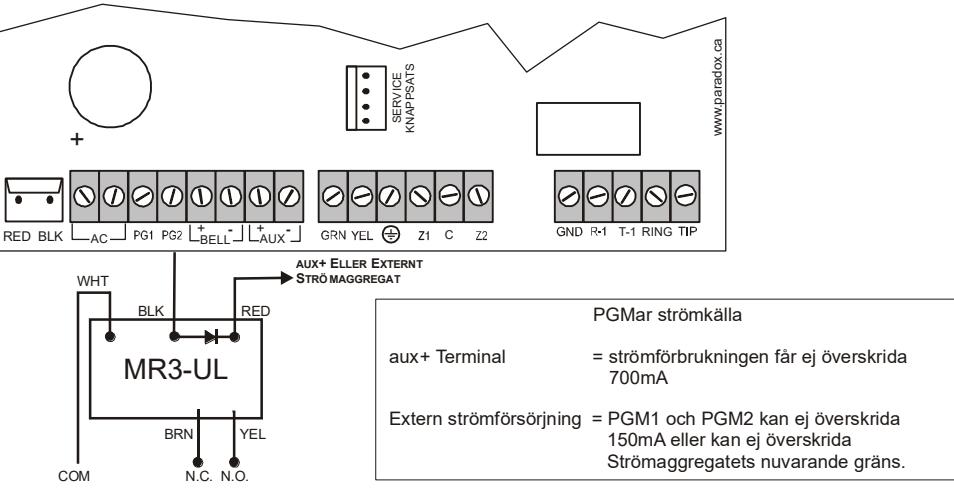 www.paradox.ca
SERVICE
KNAPPSATS
+
RED BLK AC PG1 PG2 + BELL - + AUX - GRN YEL Z1 C Z2 GND R-1 T-1 RING TIP
AUX+ ELLER EXTERNT
STRÖMAGGREGAT
WHT
BLK RED
MR3-UL
BRN YEL
COM N.C. N.O.
PGMar strömkälla
aux+ Terminal = strömförbrukningen får ej överskrida
700mA
Extern strömförsörjning = PGM1 och PGM2 kan ej överskrida
150mA eller kan ej överskrida
Strömaggregatets nuvarande gräns.